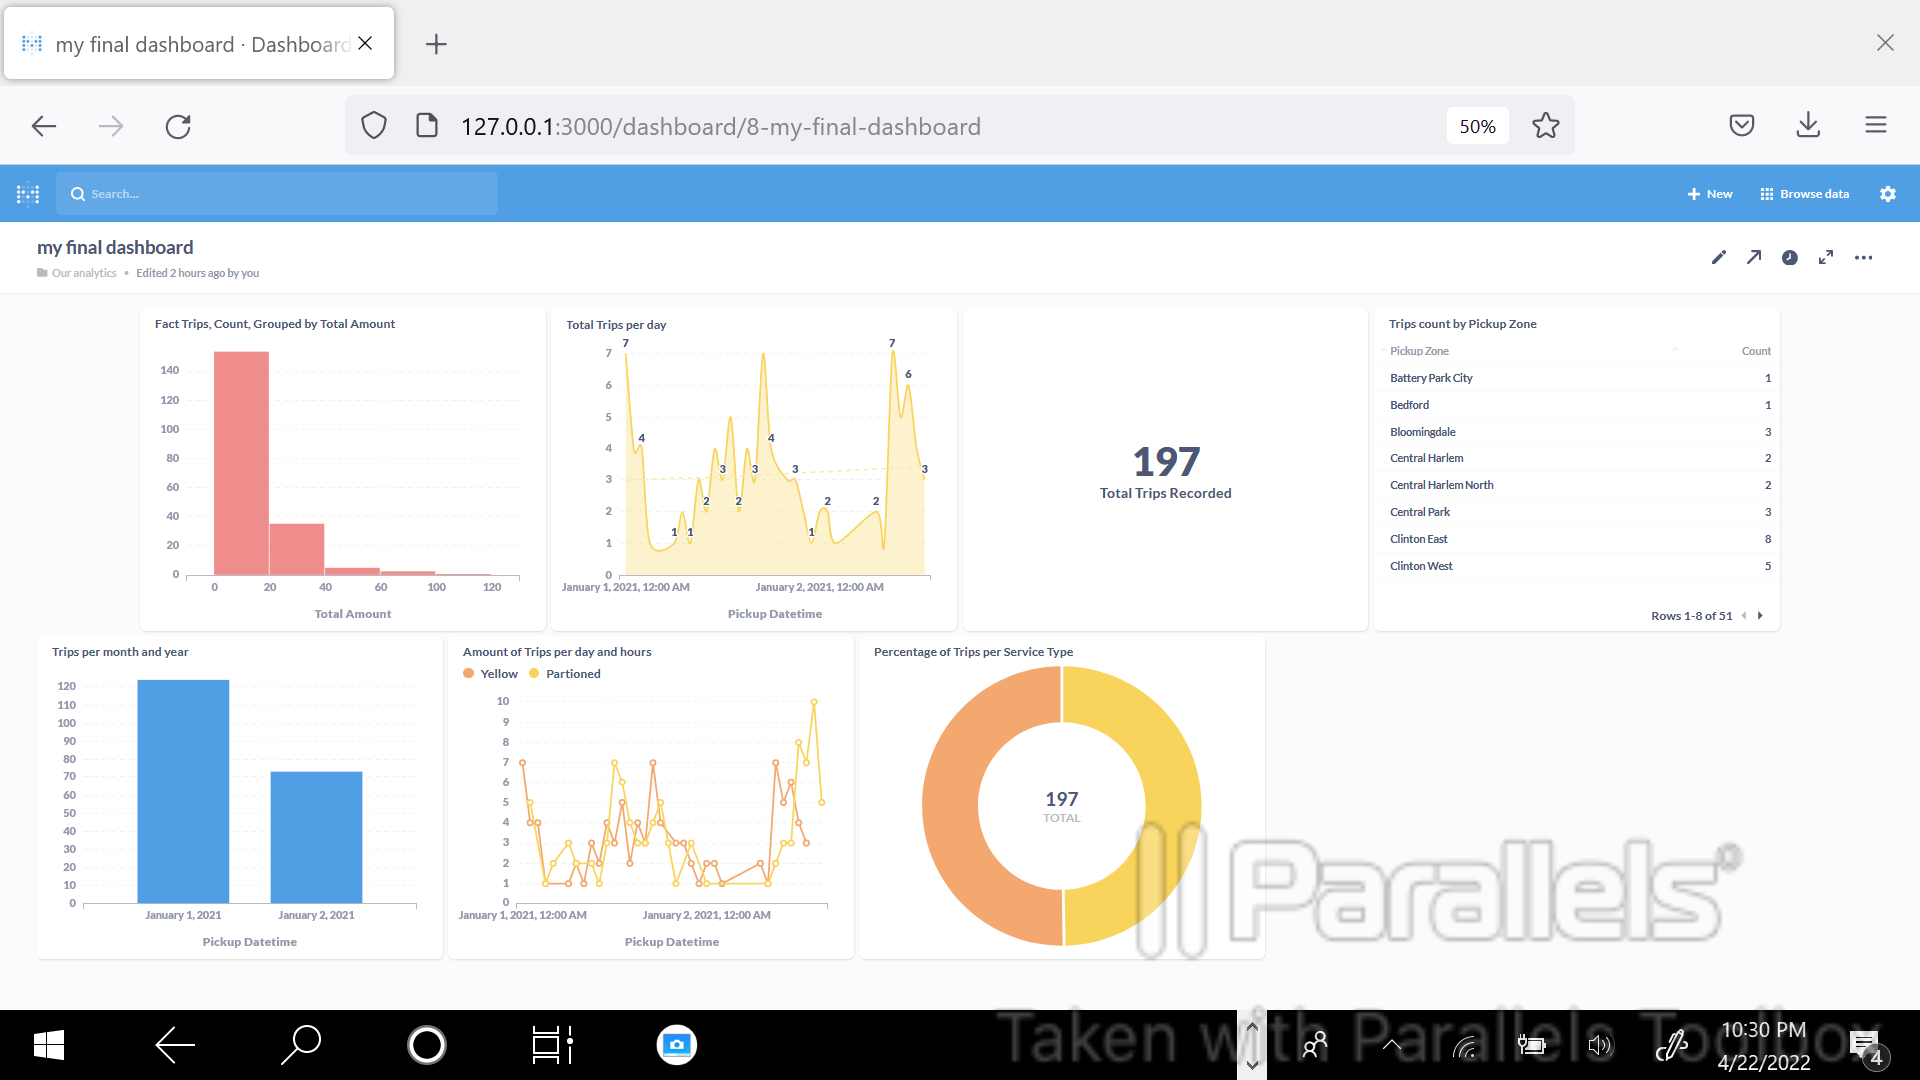 my final dashboard · Dashboard
127.0.0.1:3000/dashboard/8-my-final-dashboard
50%
Search...
New
Browse data
my final dashboard
Our analytics • Edited 2 hours ago by you
Fact Trips, Count, Grouped by Total Amount
140
120
100
80
60
40
20
0
0 20 40 60 100 120
Total Amount
Total Trips per day
7
6
5
4
3
2
1
0
7 4 1 1 2 3 2 3 4 3 1 2 2 7 6 3
January 1, 2021, 12:00 AM January 2, 2021, 12:00 AM
Pickup Datetime
197
Total Trips Recorded
Trips count by Pickup Zone
Pickup Zone Count
Battery Park City 1
Bedford 1
Bloomingdale 3
Central Harlem 2
Central Harlem North 2
Central Park 3
Clinton East 8
Clinton West 5
Rows 1-8 of 51
Trips per month and year
120
110
100
90
80
70
60
50
40
30
20
10
0
January 1, 2021 January 2, 2021
Pickup Datetime
Amount of Trips per day and hours
Yellow Partioned
10
9
8
7
6
5
4
3
2
1
0
January 1, 2021, 12:00 AM January 2, 2021, 12:00 AM
Pickup Datetime
Percentage of Trips per Service Type
197
TOTAL
Parallels®
Taken with Parallels Toolbox
10:30 PM
4/22/2022
4